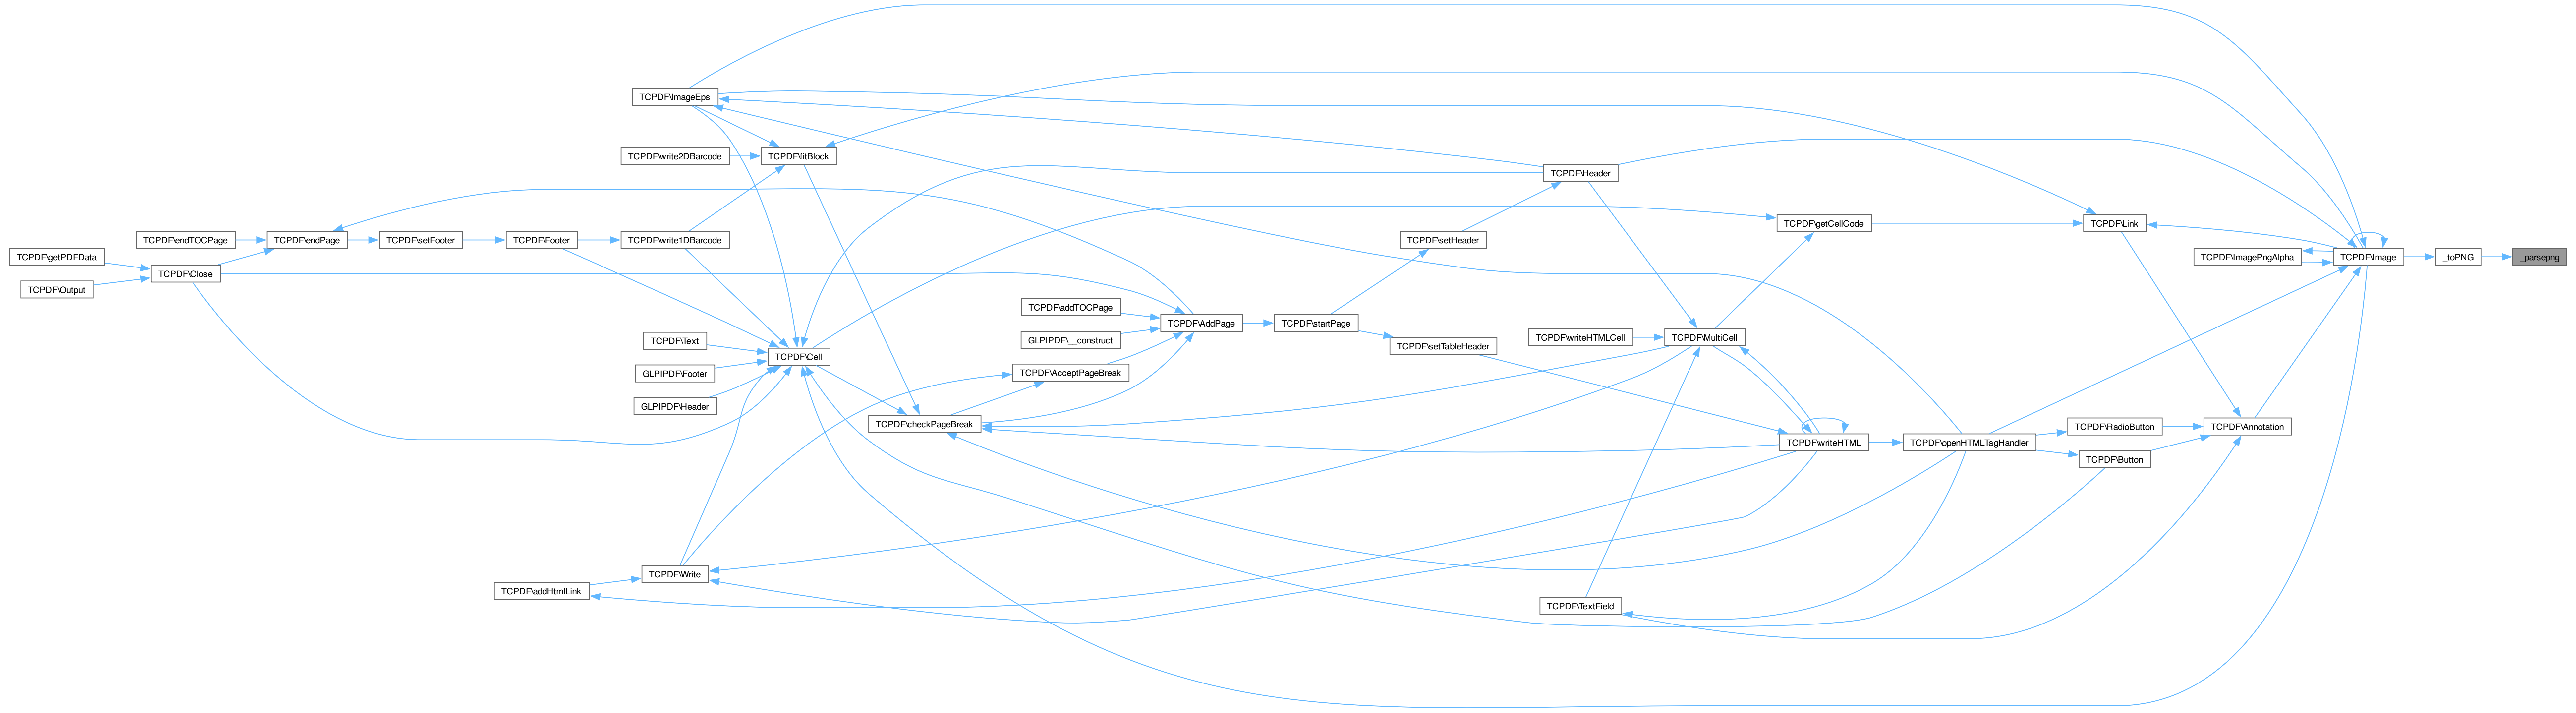 TCPDF\ImageEps
TCPDF\write2DBarcode
TCPDF\fitBlock
TCPDF\Header
TCPDF\getCellCode
TCPDF\Link
TCPDF\endTOCPage
TCPDF\endPage
TCPDF\setFooter
TCPDF\Footer
TCPDF\write1DBarcode
TCPDF\setHeader
TCPDF\getPDFData
TCPDF\Close
TCPDF\ImagePngAlpha
TCPDF\Image
_toPNG
_parsepng
TCPDF\Output
TCPDF\addTOCPage
TCPDF\AddPage
TCPDF\startPage
GLPIPDF\__construct
TCPDF\writeHTMLCell
TCPDF\MultiCell
TCPDF\Text
TCPDF\setTableHeader
TCPDF\Cell
GLPIPDF\Footer
TCPDF\AcceptPageBreak
GLPIPDF\Header
TCPDF\checkPageBreak
TCPDF\RadioButton
TCPDF\Annotation
TCPDF\writeHTML
TCPDF\openHTMLTagHandler
TCPDF\Button
TCPDF\Write
TCPDF\addHtmlLink
TCPDF\TextField